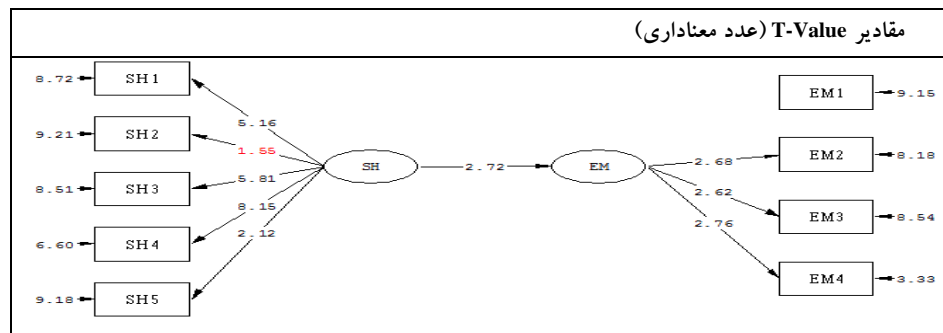 مقادیر T-Value (عدد معناداری)
8.72 SH1 EM1 9.15
5.16
9.21 SH2 EM2 8.18
1.55 2.68
SH 2.72 EM
8.51 SH3 5.81 2.62 EM3 8.54
8.15 2.76
6.60 SH4 2.12
EM4 3.33
9.18 SH5